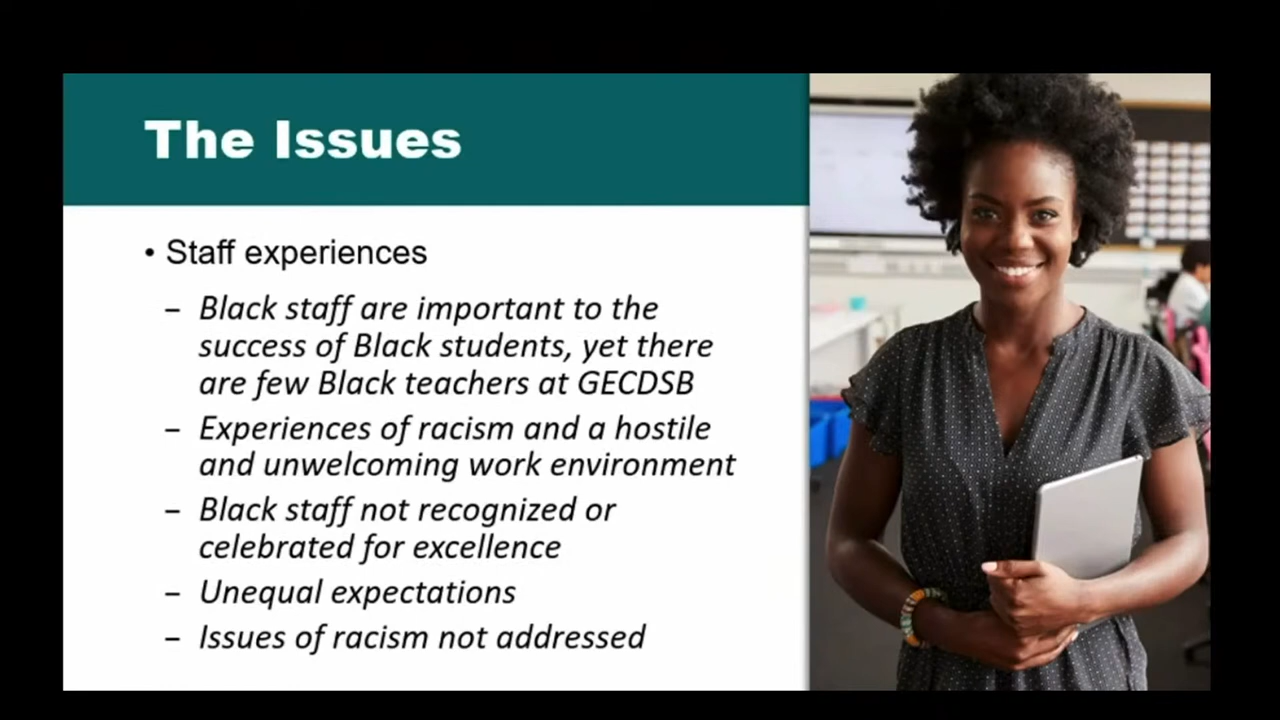 The Issues
• Staff experiences
– Black staff are important to the
success of Black students, yet there
are few Black teachers at GECDSB
– Experiences of racism and a hostile
and unwelcoming work environment
– Black staff not recognized or
celebrated for excellence
– Unequal expectations
– Issues of racism not addressed